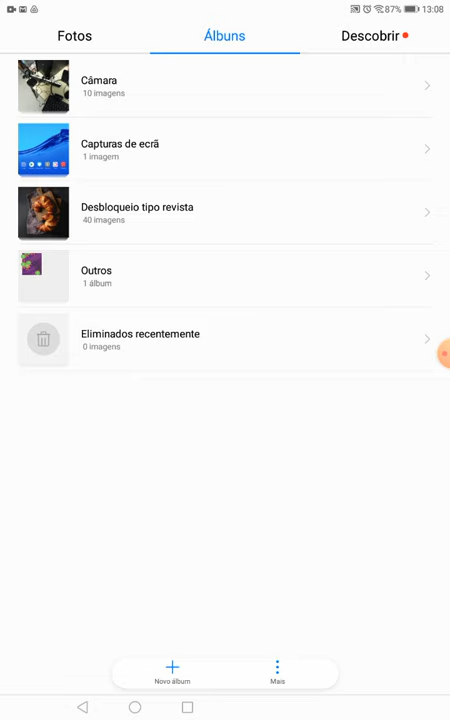 87% 13:08
Fotos Álbuns Descobrir
Câmara
10 imagens
Capturas de ecrã
1 imagem
Desbloqueio tipo revista
40 imagens
Outros
1 álbum
Eliminados recentemente
0 imagens
Novo álbum Mais